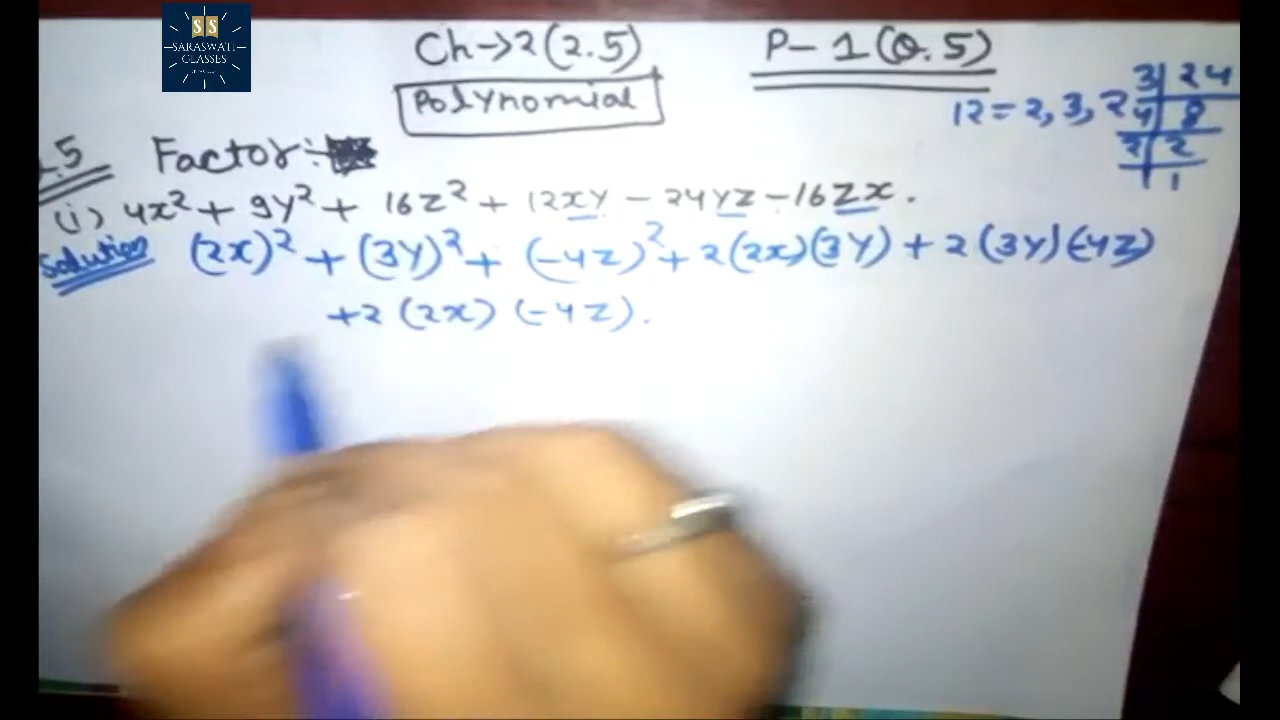 SS
SARASWATI
CLASSES
Ch→2(2.5) P-1(Q.5)
Polynomial
12=2,3,2
3|24
4|8
2|2
1
.5 Factor:
(i) 4x²+ 9y²+ 16z² + 12xy - 24yz -16zx.
Solution (2x)² + (3y)²+ (-4z)²+2(2x)(3y) + 2(3y)(-4z)
+2 (2x) (-4z).